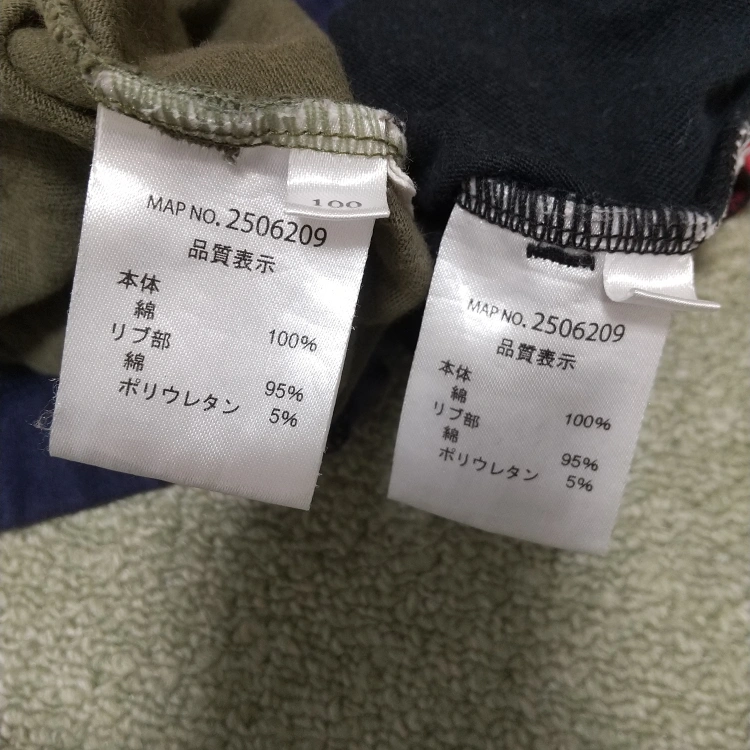 100
MAP NO. 2506209
品質表示
本体
綿 100%
リブ部
綿 95%
ポリウレタン 5%
MAP NO. 2506209
品質表示
本体
綿 100%
リブ部
綿 95%
ポリウレタン 5%